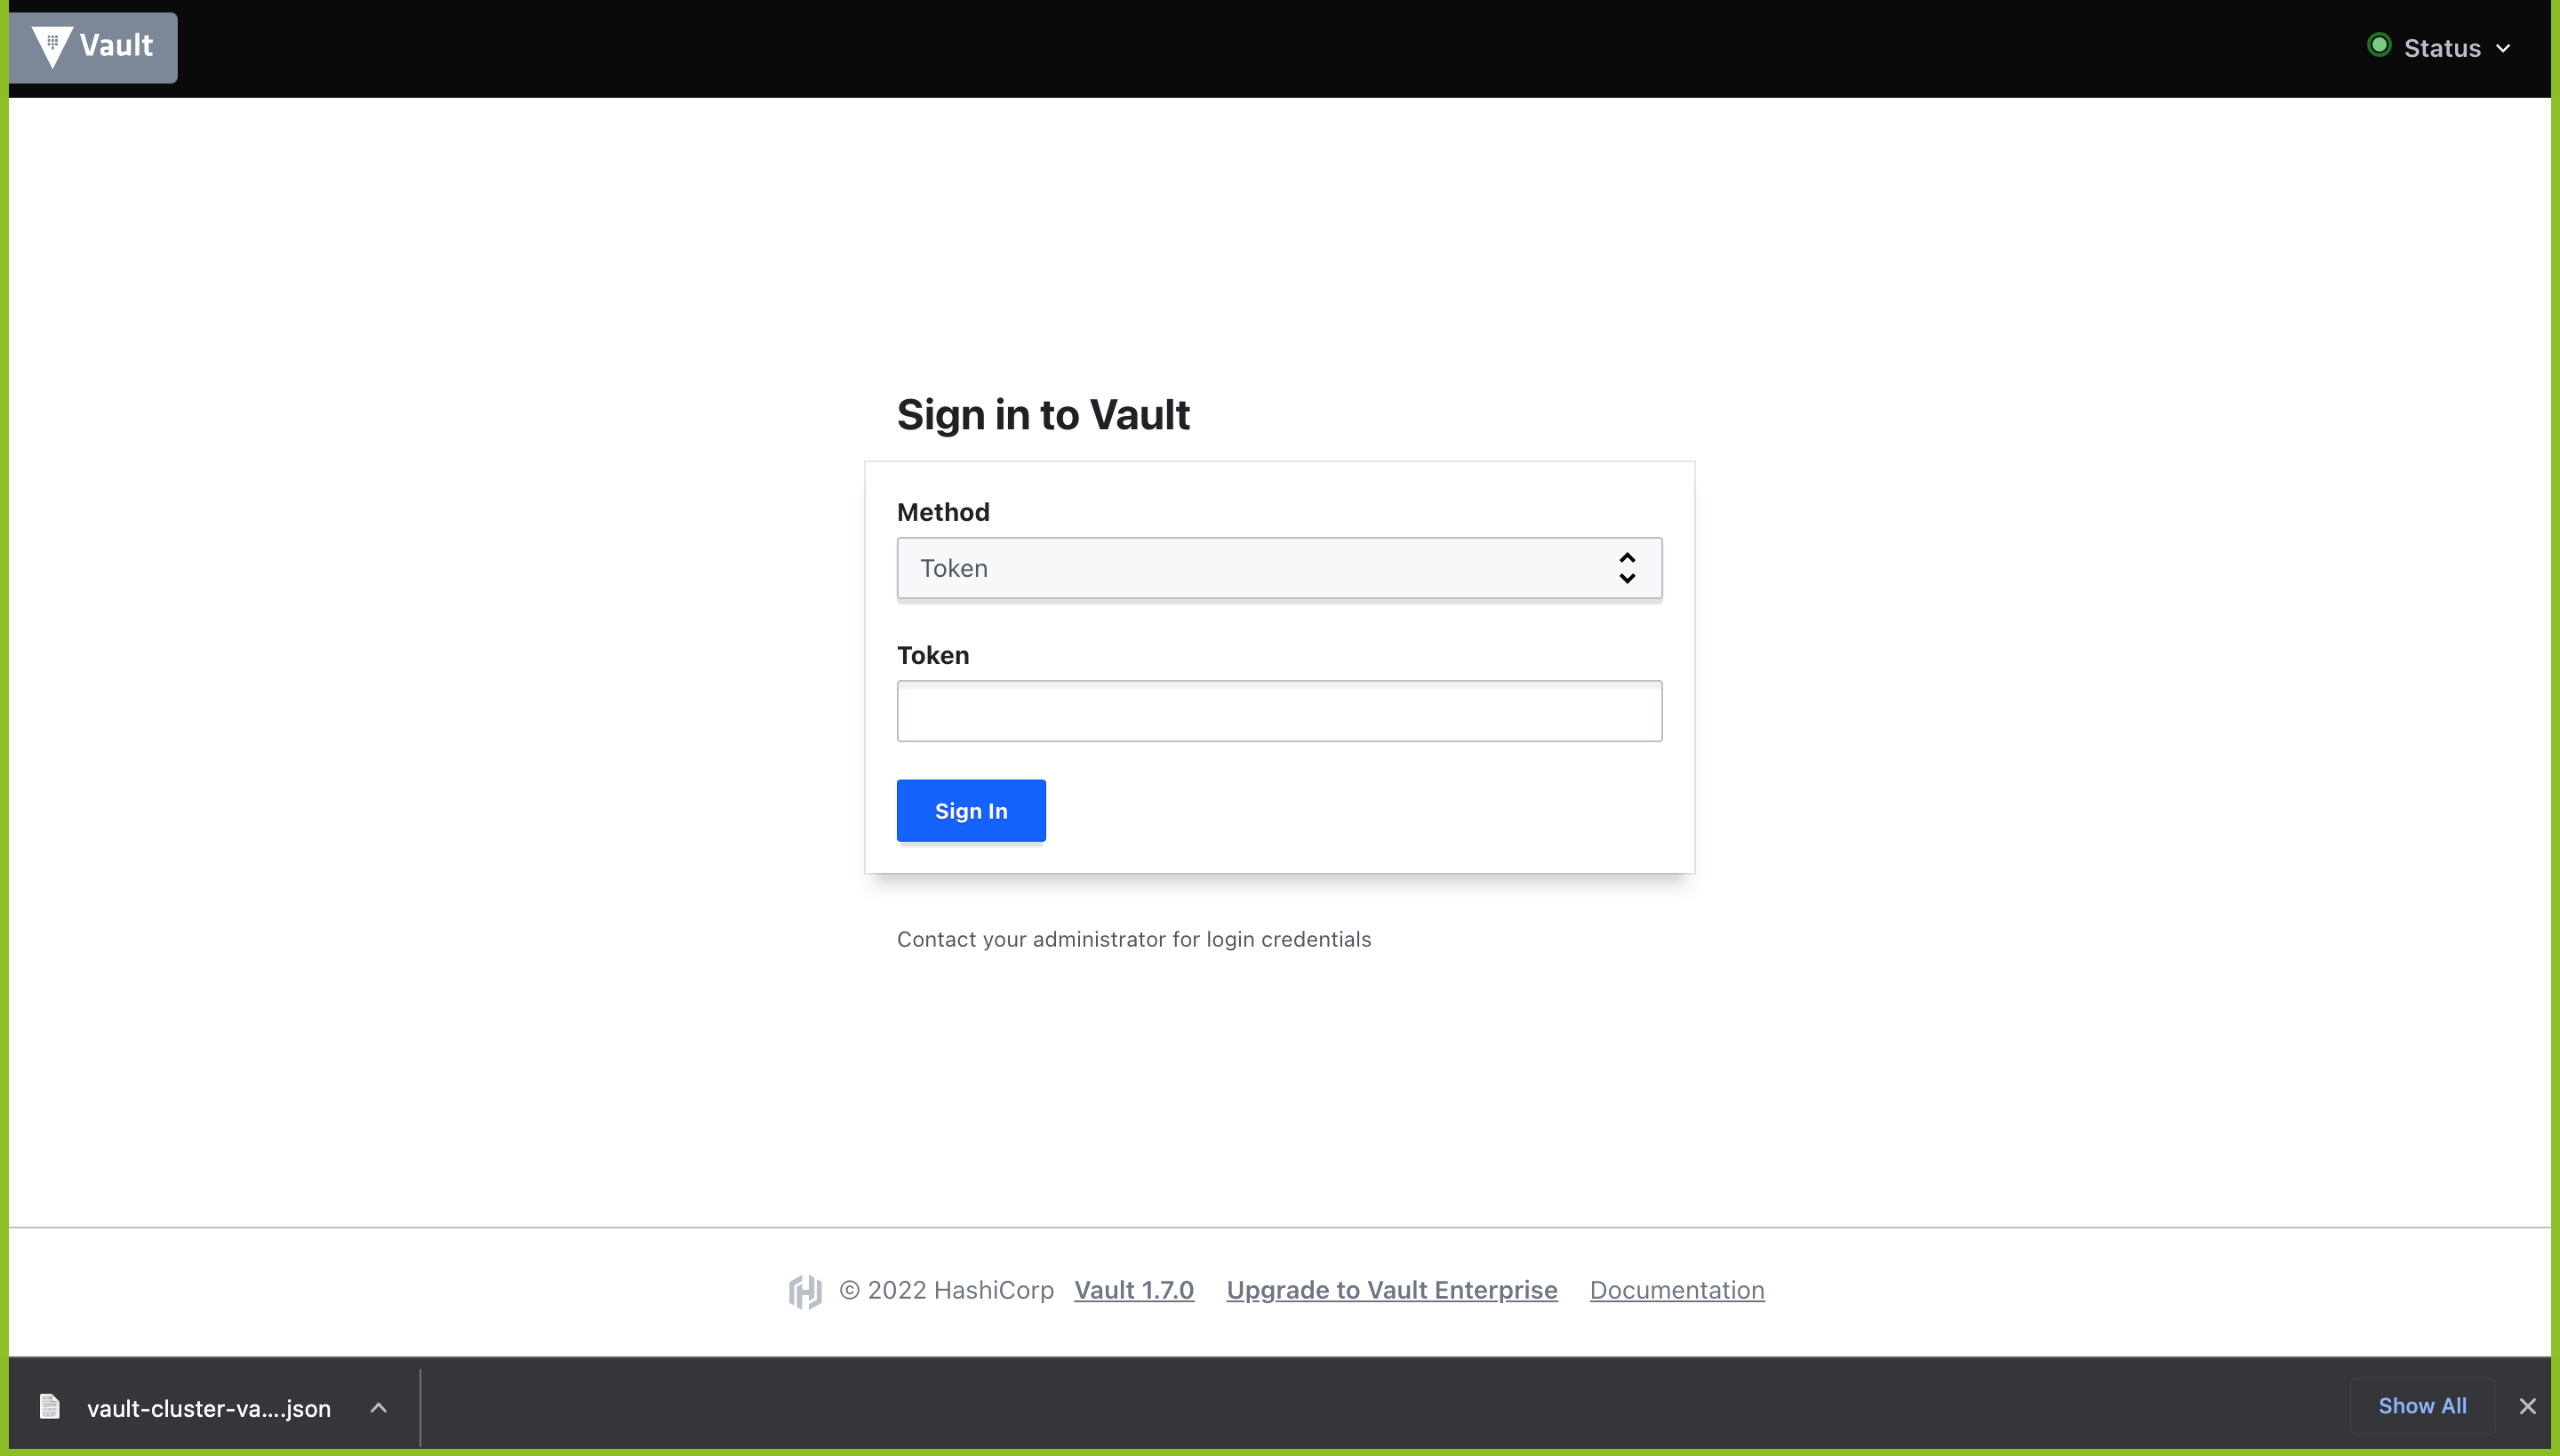 Vault
Status
Sign in to Vault
Method
Token
Token
Sign In
Contact your administrator for login credentials
© 2022 HashiCorp Vault 1.7.0 Upgrade to Vault Enterprise Documentation
vault-cluster-va....json
Show All